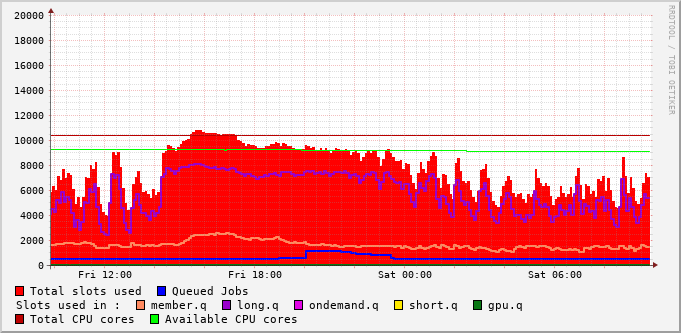 20000
18000
16000
14000
12000
10000
8000
6000
4000
2000
0
Fri 12:00 Fri 18:00 Sat 00:00 Sat 06:00
RRDTOOL / TOBI OETIKER
Total slots used Queued Jobs
Slots used in : member.q long.q ondemand.q short.q gpu.q
Total CPU cores Available CPU cores